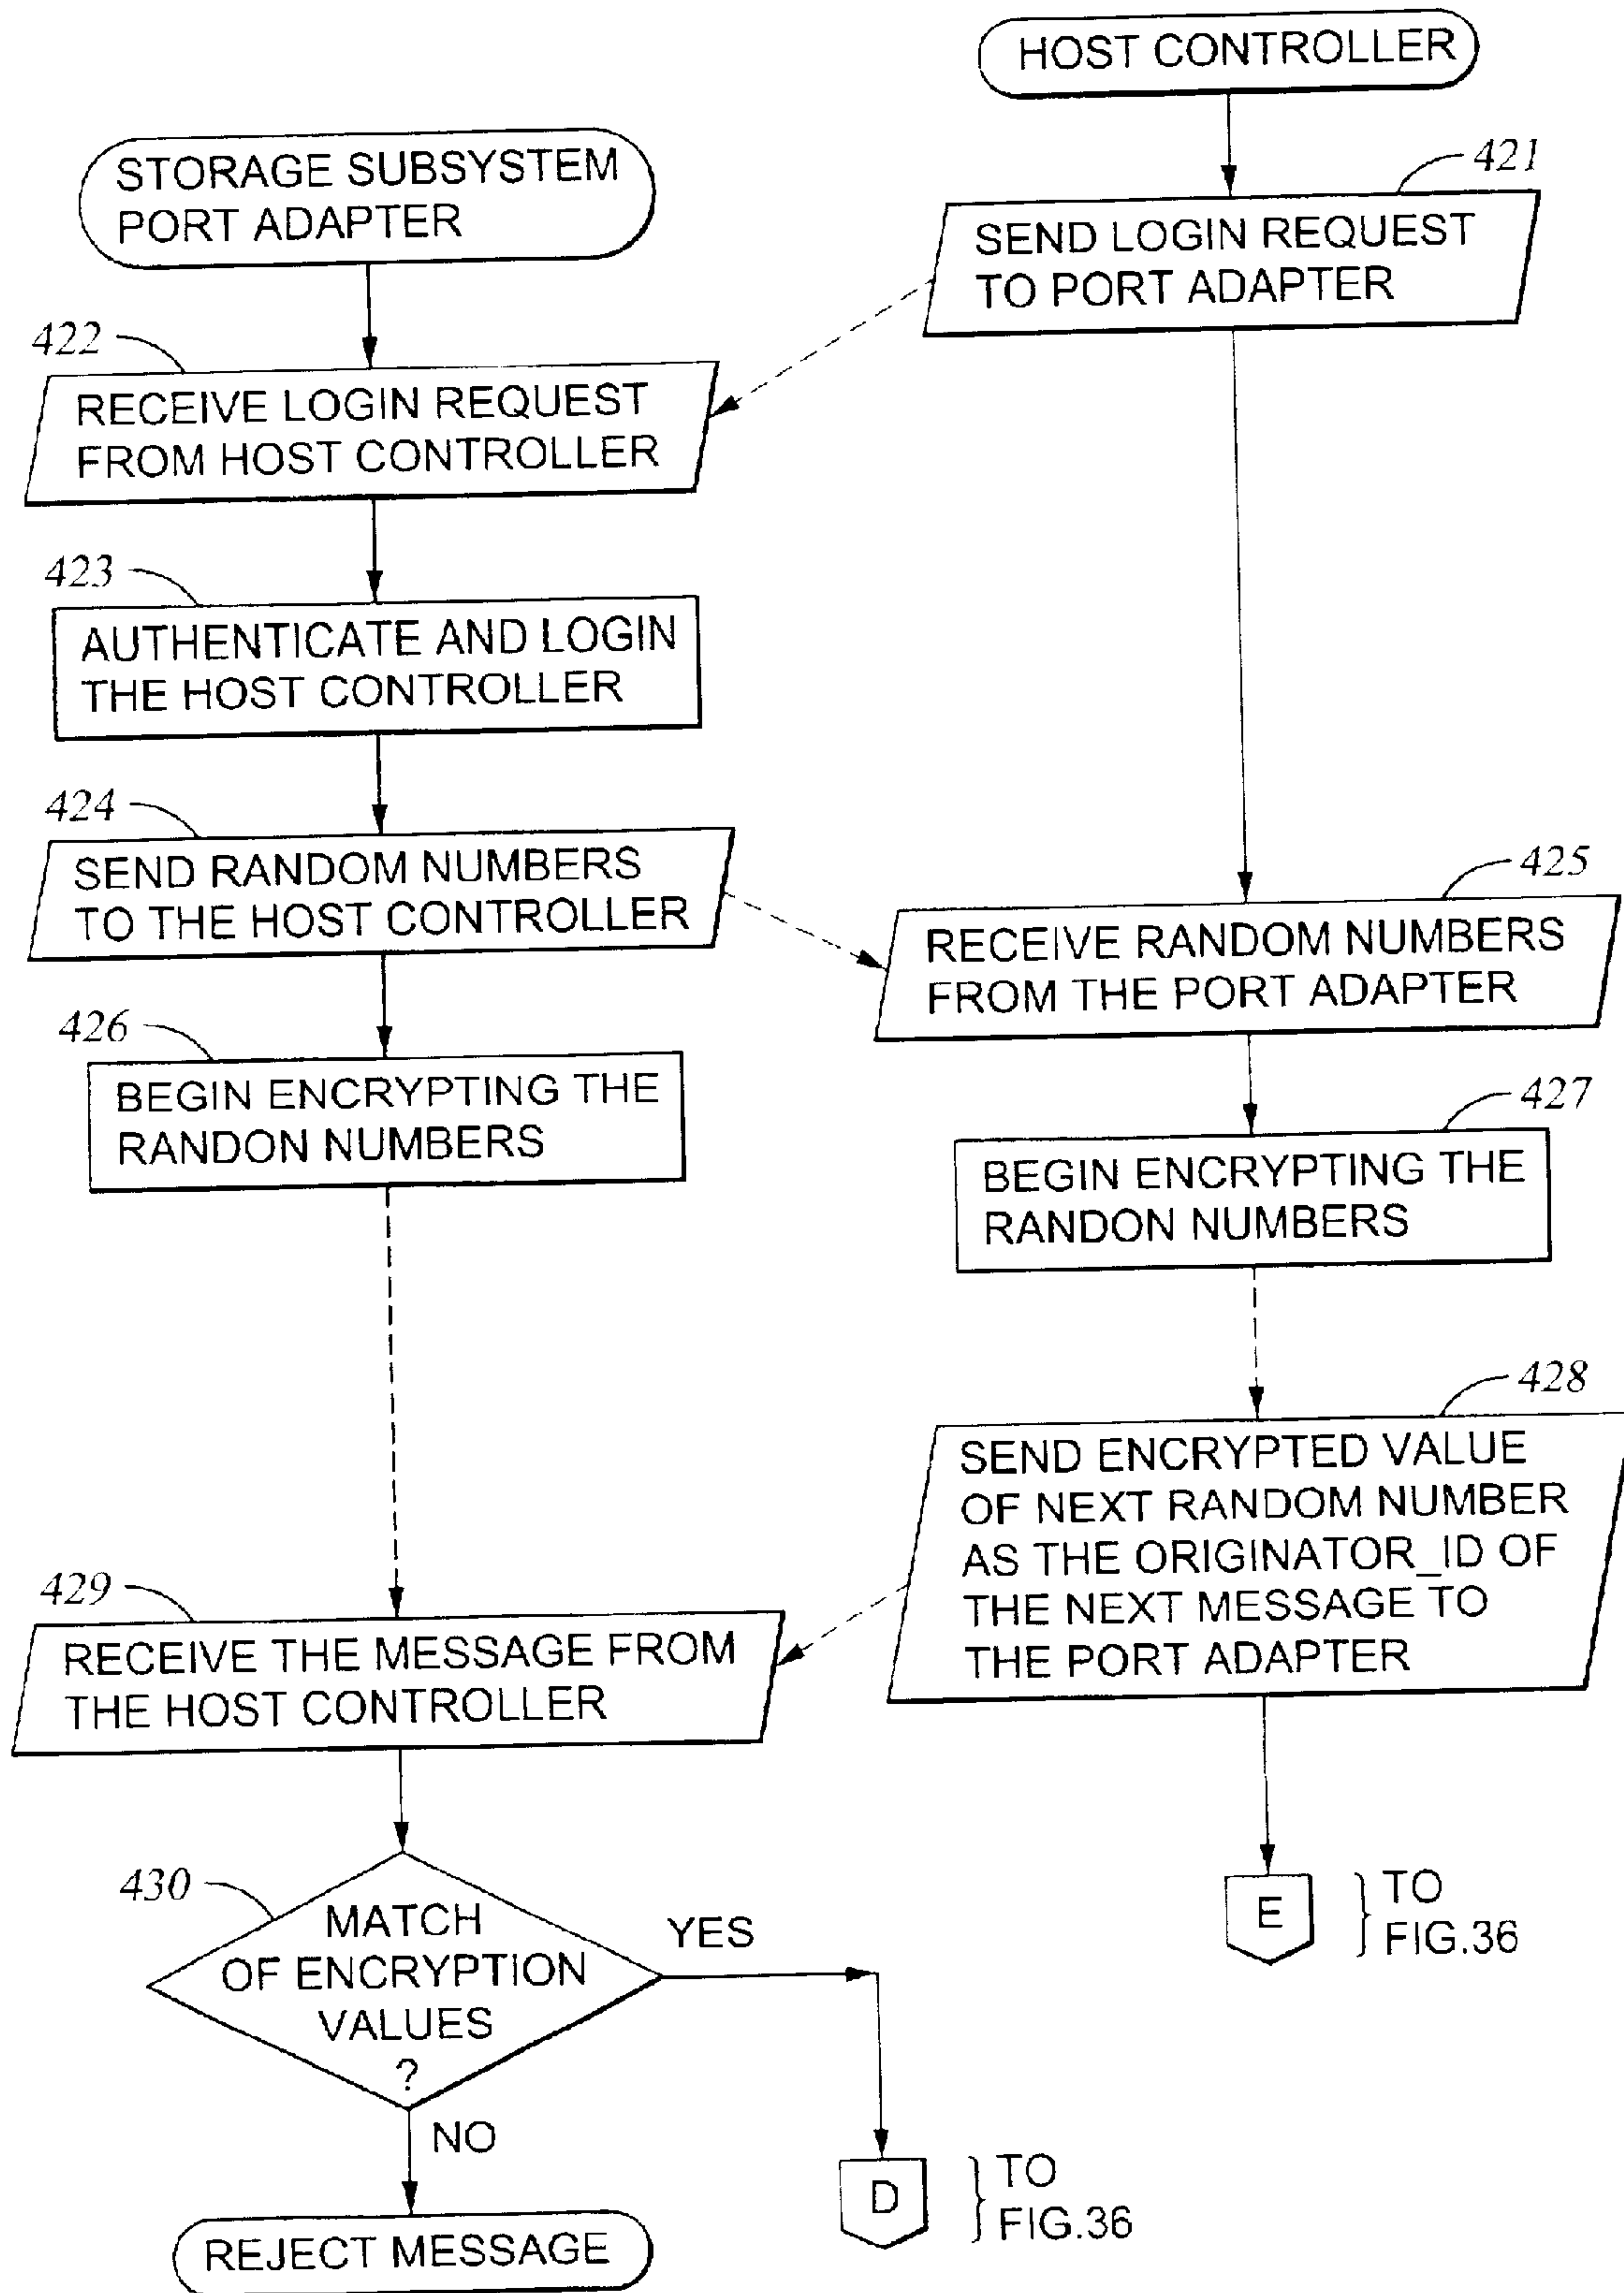 HOST CONTROLLER
STORAGE SUBSYSTEM
PORT ADAPTER
421
SEND LOGIN REQUEST
TO PORT ADAPTER
422
RECEIVE LOGIN REQUEST
FROM HOST CONTROLLER
423
AUTHENTICATE AND LOGIN
THE HOST CONTROLLER
424
SEND RANDOM NUMBERS
TO THE HOST CONTROLLER
425
RECEIVE RANDOM NUMBERS
FROM THE PORT ADAPTER
426
BEGIN ENCRYPTING THE
RANDON NUMBERS
427
BEGIN ENCRYPTING THE
RANDON NUMBERS
428
SEND ENCRYPTED VALUE
OF NEXT RANDOM NUMBER
AS THE ORIGINATOR_ID OF
THE NEXT MESSAGE TO
THE PORT ADAPTER
429
RECEIVE THE MESSAGE FROM
THE HOST CONTROLLER
430
MATCH
OF ENCRYPTION
VALUES
?
YES
NO
E
TO
FIG.36
D
TO
FIG.36
REJECT MESSAGE